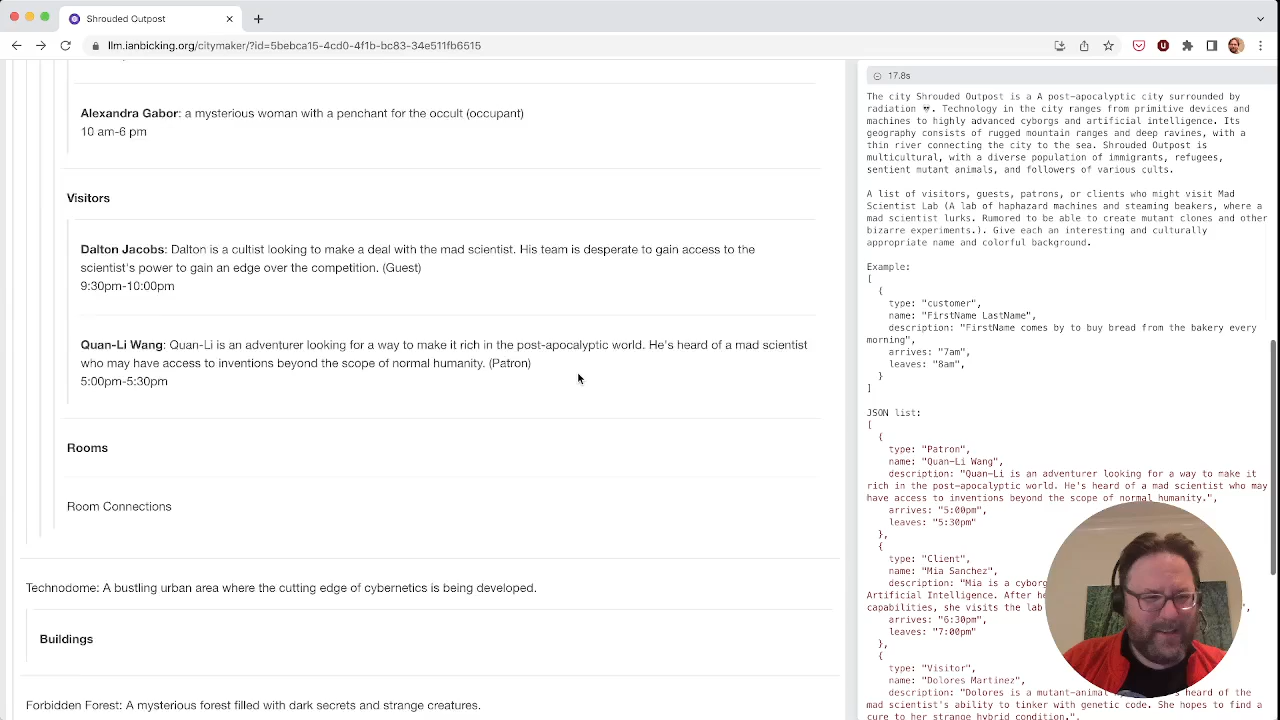 Shrouded Outpost
llm.ianbicking.org/citymaker/?id=5bebca15-4cd0-4f1b-bc83-34e511fb6515
Alexandra Gabor: a mysterious woman with a penchant for the occult (occupant)
10 am-6 pm
Visitors
Dalton Jacobs: Dalton is a cultist looking to make a deal with the mad scientist. His team is desperate to gain access to the
scientist's power to gain an edge over the competition. (Guest)
9:30pm-10:00pm
Quan-Li Wang: Quan-Li is an adventurer looking for a way to make it rich in the post-apocalyptic world. He's heard of a mad scientist
who may have access to inventions beyond the scope of normal humanity. (Patron)
5:00pm-5:30pm
Rooms
Room Connections
Technodome: A bustling urban area where the cutting edge of cybernetics is being developed.
Buildings
Forbidden Forest: A mysterious forest filled with dark secrets and strange creatures.
17.8s
The city Shrouded Outpost is a A post-apocalyptic city surrounded by
radiation ☠️. Technology in the city ranges from primitive devices and
machines to highly advanced cyborgs and artificial intelligence. Its
geography consists of rugged mountain ranges and deep ravines, with a
thin river connecting the city to the sea. Shrouded Outpost is
multicultural, with a diverse population of immigrants, refugees,
sentient mutant animals, and followers of various cults.
A list of visitors, guests, patrons, or clients who might visit Mad
Scientist Lab (A lab of haphazard machines and steaming beakers, where a
mad scientist lurks. Rumored to be able to create mutant clones and other
bizarre experiments.). Give each an interesting and culturally
appropriate name and colorful background.
Example:
[
{
type: "customer",
name: "FirstName LastName",
description: "FirstName comes by to buy bread from the bakery every
morning",
arrives: "7am",
leaves: "8am",
}
]
JSON list:
[
{
type: "Patron",
name: "Quan-Li Wang",
description: "Quan-Li is an adventurer looking for a way to make it
rich in the post-apocalyptic world. He's heard of a mad scientist who may
have access to inventions beyond the scope of normal humanity.",
arrives: "5:00pm",
leaves: "5:30pm"
},
{
type: "Client",
name: "Mia Sanchez",
description: "Mia is a cyborg
Artificial Intelligence. After
capabilities, she visits the lab
arrives: "6:30pm",
leaves: "7:00pm"
},
{
type: "Visitor",
name: "Dolores Martinez",
description: "Dolores is a mutant-animal heard of the
mad scientist's ability to tinker with genetic code. She hopes to find a
cure to her strange hybrid condition.",